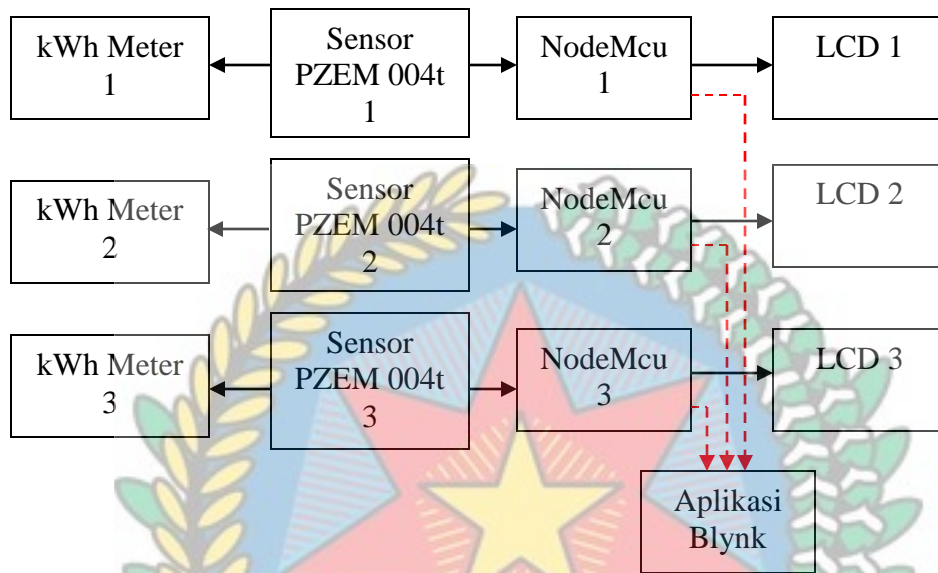 kWh Meter
1
Sensor
PZEM 004t
1
NodeMcu
1
LCD 1
kWh Meter
2
Sensor
PZEM 004t
2
NodeMcu
2
LCD 2
kWh Meter
3
Sensor
PZEM 004t
3
NodeMcu
3
LCD 3
Aplikasi
Blynk